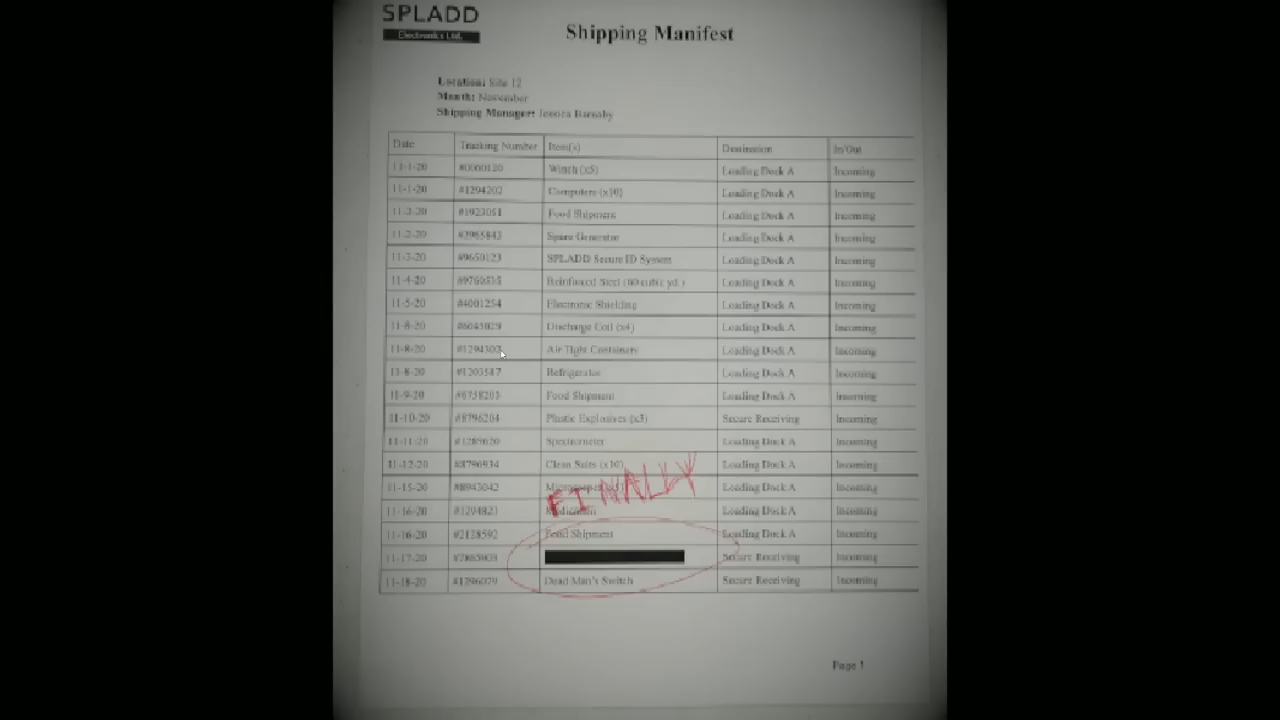 SPLADD
Electronics Ltd.
Shipping Manifest
Location: Site 12
Month: November
Shipping Manager: Barnaby
Date Tracking Number Item(s) Destination In/Out
11-1-20 #0000120 Winch (x5) Loading Dock A Incoming
11-1-20 #1294202 Computers (x10) Loading Dock A Incoming
11-2-20 #1923051 Food Shipment Loading Dock A Incoming
11-2-20 Spare Generator Loading Dock A Incoming
11-3-20 #9650123 SPLADD Secure ID System Loading Dock A Incoming
11-4-20 Reinforced Steel (60 cubic yd.) Loading Dock A Incoming
11-5-20 #4001254 Electronic Shielding Loading Dock A Incoming
11-8-20 Discharge Coil (x4) Loading Dock A Incoming
11-8-20 Air Tight Containers Loading Dock A Incoming
11-8-20 Refrigerator Loading Dock A Incoming
11-9-20 Food Shipment Loading Dock A Incoming
11-10-20 #8796204 Plastic Explosives (x3) Secure Receiving Incoming
11-11-20 Spectrometer Loading Dock A Incoming
11-12-20 #8796934 Clean Suits (x10) Loading Dock A Incoming
11-15-20 #8943042 Loading Dock A Incoming
FINALLY
11-16-20 Loading Dock A Incoming
11-16-20 #2128592 Food Shipment Loading Dock A Incoming
11-17-20 Secure Receiving Incoming
11-18-20 Dead Man's Switch Secure Receiving Incoming
Page 1